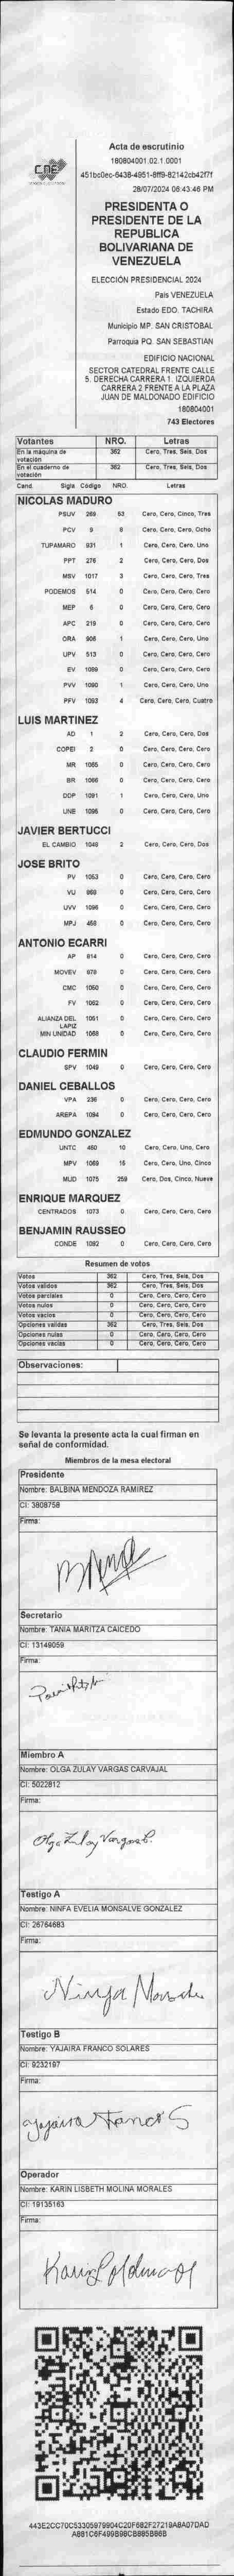 CNE
Acta de escrutinio
180804001.02.1.0001
28/07/2024 08:43:46 PM
PRESIDENTA O
PRESIDENTE DE LA
REPUBLICA
BOLIVARIANA DE
VENEZUELA
ELECCIÓN PRESIDENCIAL 2024
País VENEZUELA
Estado EDO. TACHIRA
Municipio MP. SAN CRISTOBAL
Parroquia PQ. SAN SEBASTIAN
EDIFICIO NACIONAL
SECTOR CATEDRAL FRENTE CALLE
5. DERECHA CARRERA 1. IZQUIERDA
CARRERA 2 FRENTE A LA PLAZA
JUAN DE MALDONADO EDIFICIO
180804001
743 Electores
Votantes NRO. Letras
En la máquina de votación 362 Cero, Tres, Seis, Dos
En el cuaderno de votación 362 Cero, Tres, Seis, Dos
Cand. Sigla Código NRO. Letras
NICOLAS MADURO
PSUV 269 53 Cero, Cero, Cinco, Tres
PCV Cero, Cero, Cero, Ocho
TUPAMARO 931 1 Cero, Cero, Cero, Uno
PPT 276 2 Cero, Cero, Cero, Dos
MSV 1017 3 Cero, Cero, Cero, Tres
PODEMOS 514 0 Cero, Cero, Cero, Cero
MEP 6 0 Cero, Cero, Cero, Cero
APC 219 0 Cero, Cero, Cero, Cero
ORA 906 1 Cero, Cero, Cero, Uno
UPV 513 0 Cero, Cero, Cero, Cero
EV 1099 0 Cero, Cero, Cero, Cero
PVV 1090 1 Cero, Cero, Cero, Uno
PFV 1093 4 Cero, Cero, Cero, Cuatro
LUIS MARTINEZ
AD 1 2 Cero, Cero, Cero, Dos
COPEI 2 0 Cero, Cero, Cero, Cero
MR 1065 0 Cero, Cero, Cero, Cero
BR 1066 0 Cero, Cero, Cero, Cero
DDP 1091 1 Cero, Cero, Cero, Uno
UNE 1095 0 Cero, Cero, Cero, Cero
JAVIER BERTUCCI
EL CAMBIO 1049 2 Cero, Cero, Cero, Dos
JOSE BRITO
PV 1053 0 Cero, Cero, Cero, Cero
VU 969 0 Cero, Cero, Cero, Cero
UVV 1096 0 Cero, Cero, Cero, Cero
MPJ 458 0 Cero, Cero, Cero, Cero
ANTONIO ECARRI
AP 814 0 Cero, Cero, Cero, Cero
MOVEV 979 0 Cero, Cero, Cero, Cero
CMC 1050 0 Cero, Cero, Cero, Cero
FV 1062 0 Cero, Cero, Cero, Cero
ALIANZA DEL LAPIZ 1061 0 Cero, Cero, Cero, Cero
MIN UNIDAD 1068 0 Cero, Cero, Cero, Cero
CLAUDIO FERMIN
SPV 1049 0 Cero, Cero, Cero, Cero
DANIEL CEBALLOS
VPA 238 0 Cero, Cero, Cero, Cero
AREPA 1094 0 Cero, Cero, Cero, Cero
EDMUNDO GONZALEZ
UNTC 460 10 Cero, Cero, Uno, Cero
MPV 1069 15 Cero, Cero, Uno, Cinco
MUD 1075 259 Cero, Dos, Cinco, Nueve
ENRIQUE MARQUEZ
CENTRADOS 1073 0 Cero, Cero, Cero, Cero
BENJAMIN RAUSSEO
CONDE 1092 0 Cero, Cero, Cero, Cero
Resumen de votos
Votos 362 Cero, Tres, Seis, Dos
Votos validos 362 Cero, Tres, Seis, Dos
Votos parciales 0 Cero, Cero, Cero, Cero
Votos nulos 0 Cero, Cero, Cero, Cero
Votos vacios 0 Cero, Cero, Cero, Cero
Opciones validas 362 Cero, Tres, Seis, Dos
Opciones nulas 0 Cero, Cero, Cero, Cero
Opciones vacias 0 Cero, Cero, Cero, Cero
Observaciones:
Se levanta la presente acta la cual firman en
señal de conformidad.
Miembros de la mesa electoral
Presidente
Nombre: BALBINA MENDOZA RAMIREZ
CI: 3808758
Firma:
Secretario
Nombre: TANIA MARITZA CAICEDO
CI: 13149059
Firma:
Miembro A
Nombre: OLGA ZULAY VARGAS CARVAJAL
CI: 5022812
Firma:
Olga Zulay Vargas
Testigo A
Nombre: NINFA EVELIA MONSALVE GONZALEZ
CI: 26764683
Firma:
Testigo B
Nombre: YAJAIRA FRANCO SOLARES
CI: 9232197
Firma:
Yajaira Franco S
Operador
Nombre: KARIN LISBETH MOLINA MORALES
CI: 19135163
Firma: